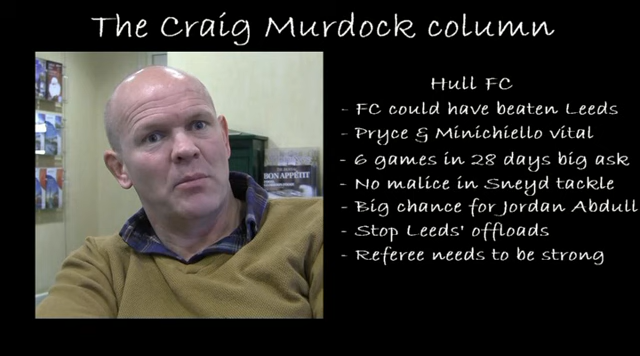 The Craig Murdock column
Hull FC
- FC could have beaten Leeds
- Pryce & Minichiello vital
- 6 games in 28 days big ask
- No malice in Sneyd tackle
- Big chance for Jordan Abdull
- Stop Leeds' offloads
- Referee needs to be strong
BON APPETIT